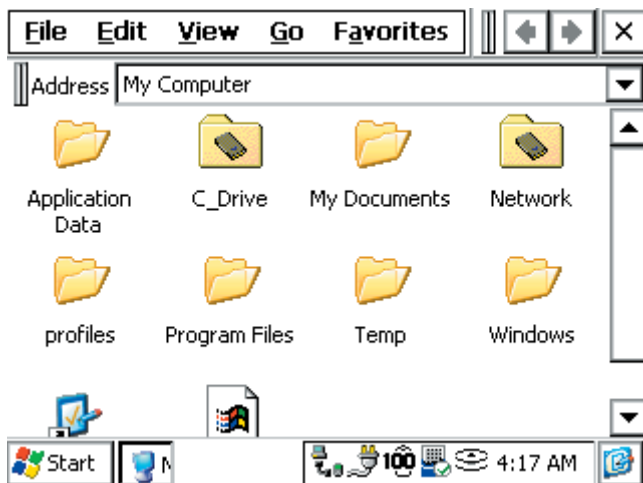 File Edit View Go Favorites
Address My Computer
Application Data C_Drive My Documents Network
profiles Program Files Temp Windows
Start 100 4:17 AM